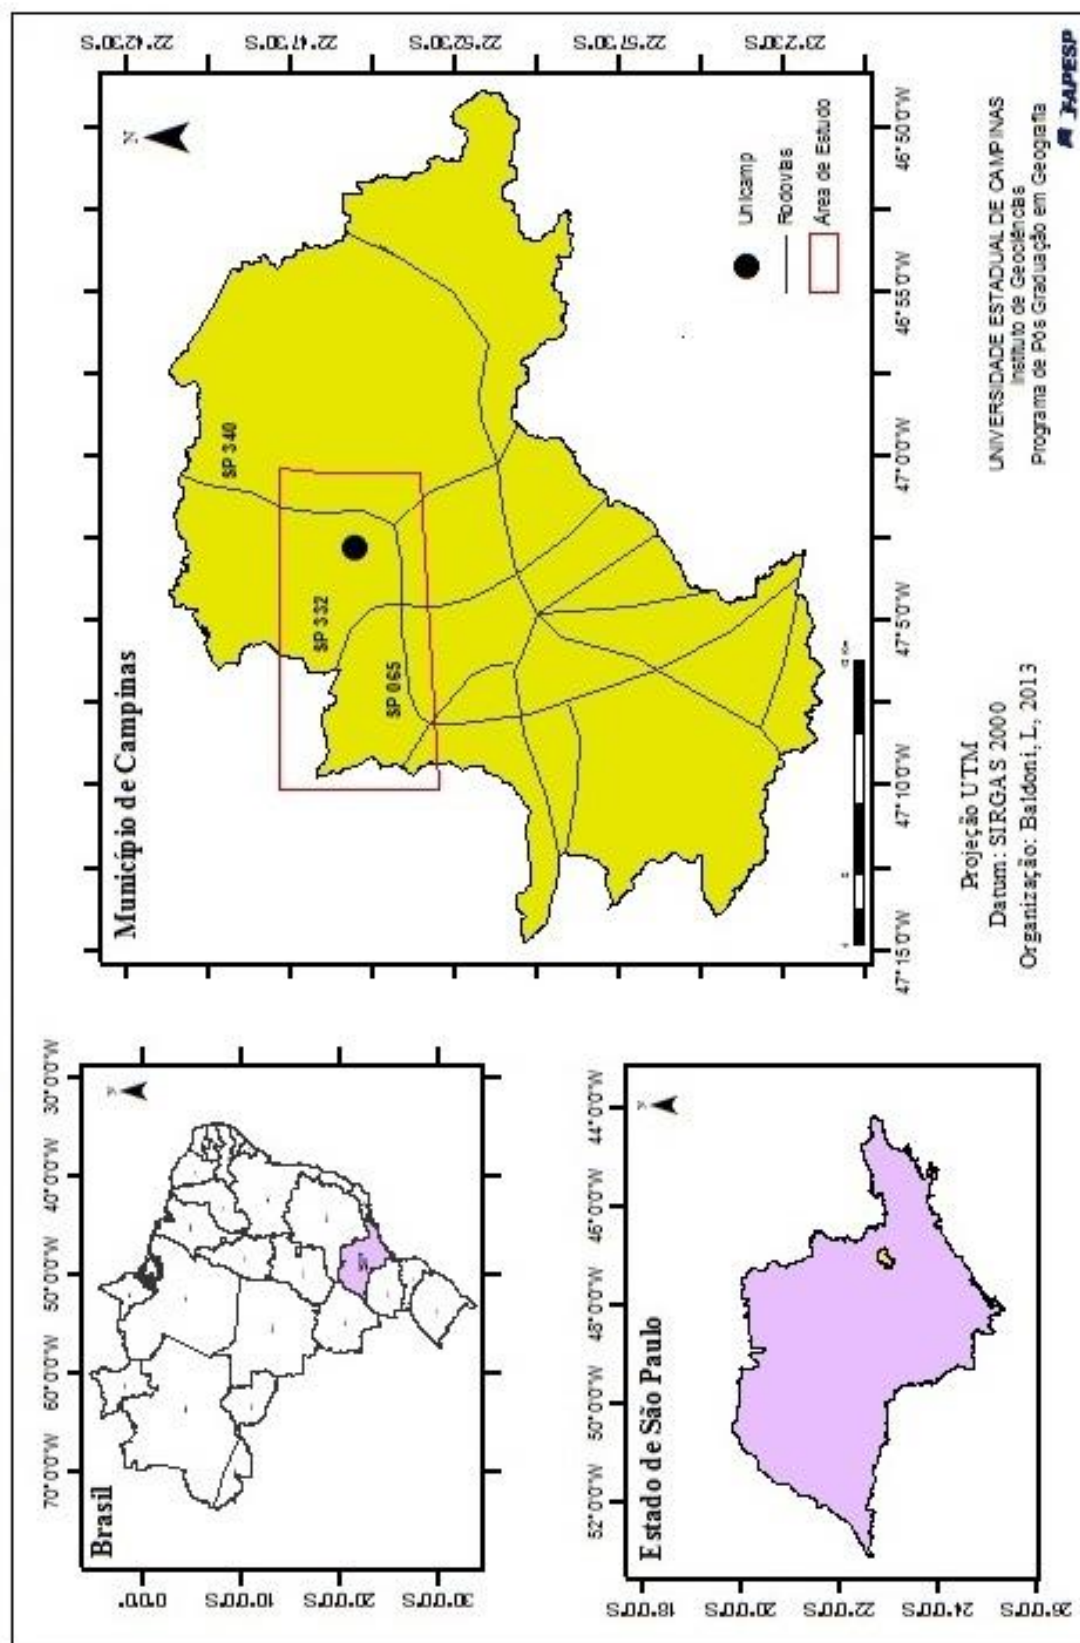 Brasil
70°0'0"W 60°0'0"W 50°0'0"W 40°0'0"W 30°0'0"W
0°0'0"
10°0'0"S
20°0'0"S
30°0'0"S
N
SP
Estado de São Paulo
52°0'0"W 50°0'0"W 48°0'0"W 46°0'0"W 44°0'0"W
18°0'0"S
20°0'0"S
22°0'0"S
24°0'0"S
26°0'0"S
N
Município de Campinas
N
22°42'30"S
22°47'30"S
22°52'30"S
22°57'30"S
23°2'30"S
SP 340
SP 332
SP 065
Unicamp
Rodovias
Área de Estudo
47°15'0"W 47°10'0"W 47°5'0"W 47°0'0"W 46°55'0"W 46°50'0"W
Projeção UTM
Datum: SIRGAS 2000
Organização: Baldoni, L, 2013
UNIVERSIDADE ESTADUAL DE CAMPINAS
Instituto de Geociências
Programa de Pós Graduação em Geografia
FAPESP